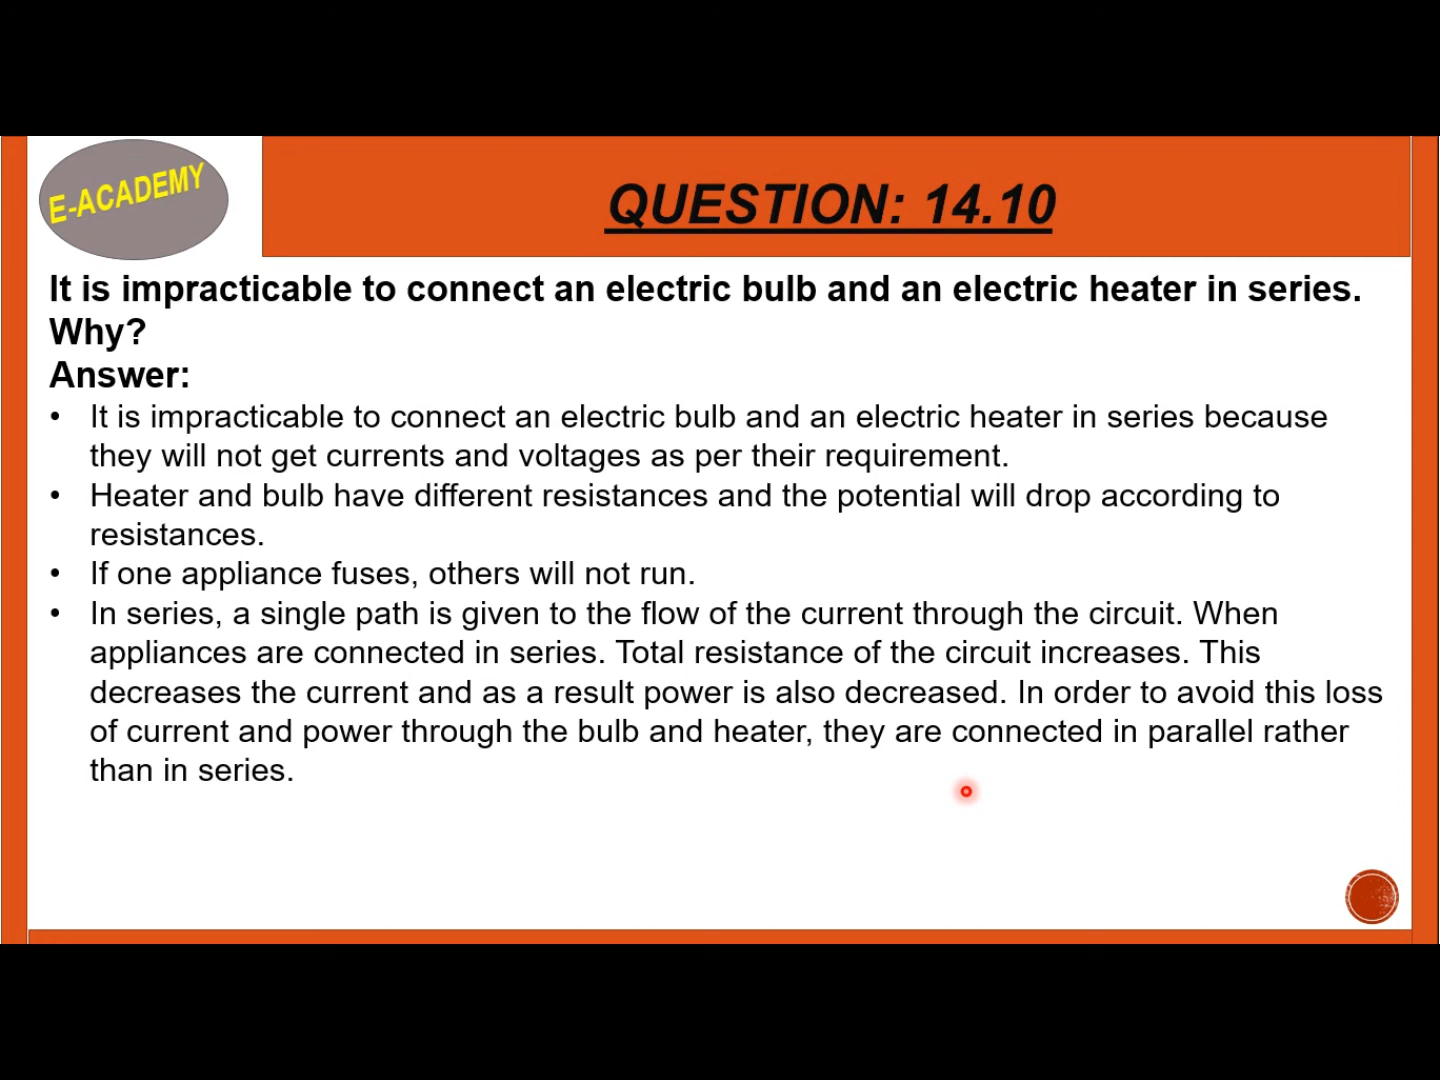 E-ACADEMY
QUESTION: 14.10
It is impracticable to connect an electric bulb and an electric heater in series.
Why?
Answer:
• It is impracticable to connect an electric bulb and an electric heater in series because
they will not get currents and voltages as per their requirement.
• Heater and bulb have different resistances and the potential will drop according to
resistances.
• If one appliance fuses, others will not run.
• In series, a single path is given to the flow of the current through the circuit. When
appliances are connected in series. Total resistance of the circuit increases. This
decreases the current and as a result power is also decreased. In order to avoid this loss
of current and power through the bulb and heater, they are connected in parallel rather
than in series.